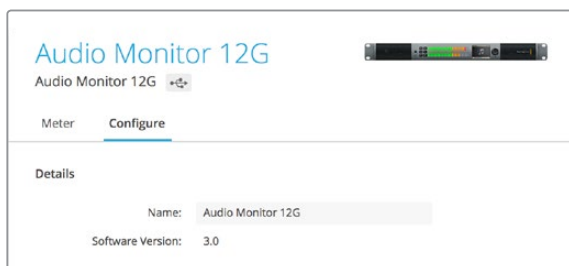 Audio Monitor 12G
Audio Monitor 12G
Meter Configure
Details
Name: Audio Monitor 12G
Software Version: 3.0